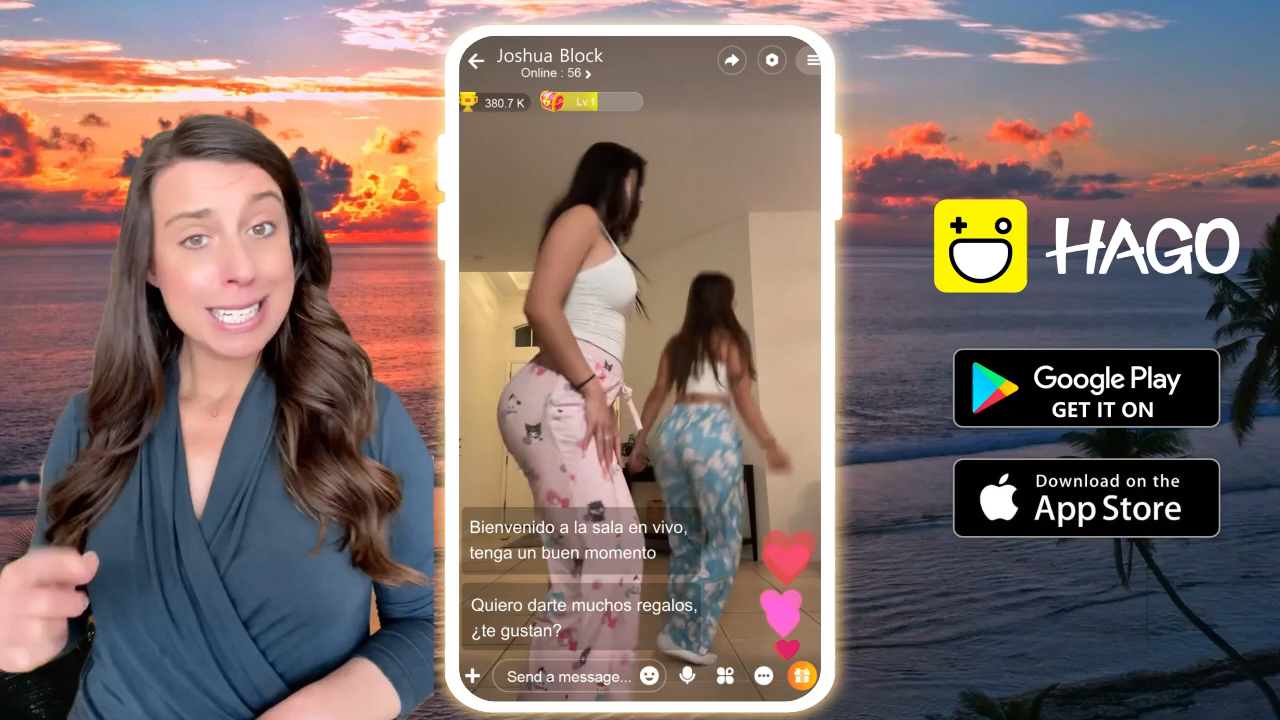 Joshua Block
Online : 56
380.7 K
Lv.1
Bienvenido a la sala en vivo,
tenga un buen momento
Quiero darte muchos regalos,
¿te gustan?
Send a message...
HAGO
Google Play
GET IT ON
Download on the
App Store